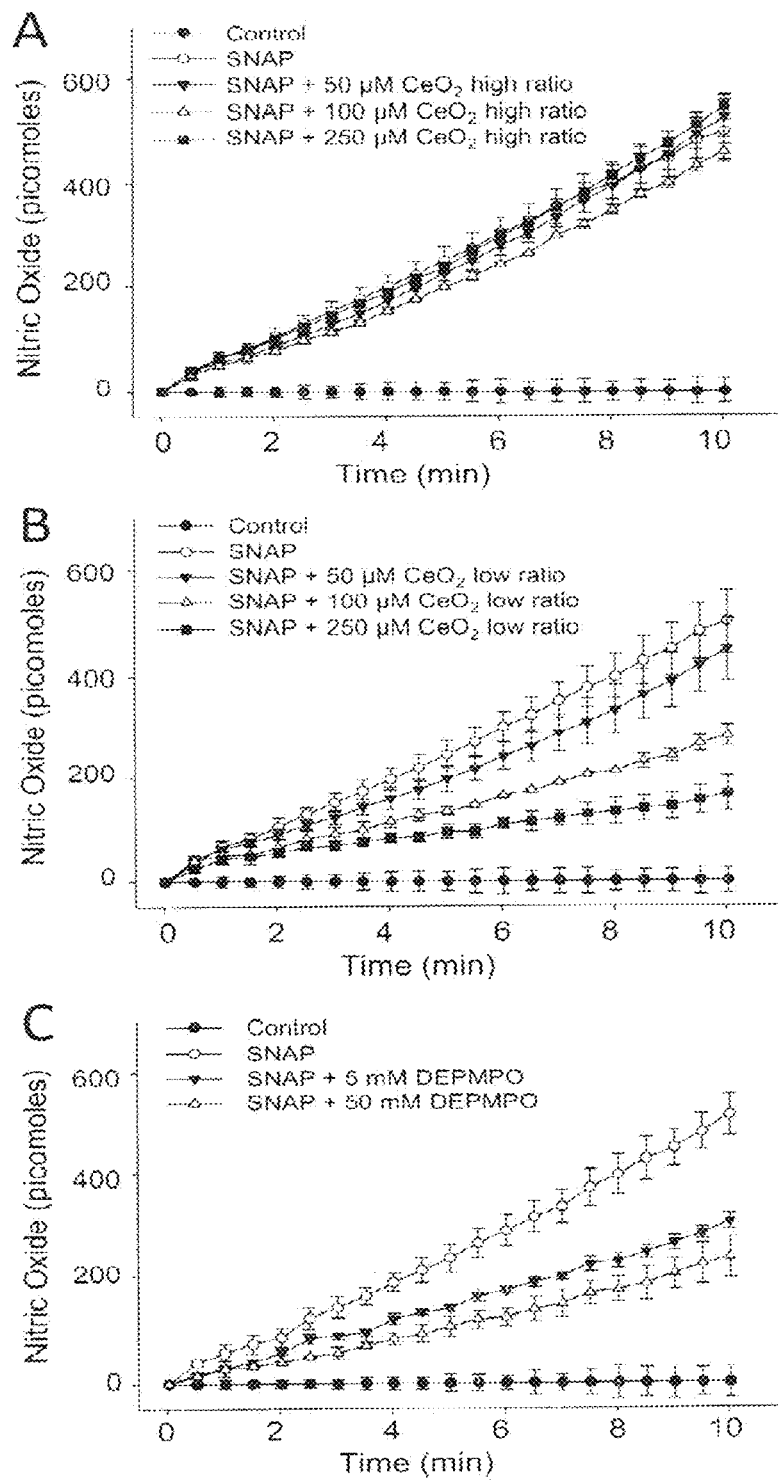 A
Control
SNAP
SNAP + 50 µM CeO₂ high ratio
SNAP + 100 µM CeO₂ high ratio
SNAP + 250 µM CeO₂ high ratio
Nitric Oxide (picomoles)
600
400
200
0
0 2 4 6 8 10
Time (min)
B
Control
SNAP
SNAP + 50 µM CeO₂ low ratio
SNAP + 100 µM CeO₂ low ratio
SNAP + 250 µM CeO₂ low ratio
Nitric Oxide (picomoles)
600
400
200
0
0 2 4 6 8 10
Time (min)
C
Control
SNAP
SNAP + 5 mM DEPMPO
SNAP + 50 mM DEPMPO
Nitric Oxide (picomoles)
600
400
200
0
0 2 4 6 8 10
Time (min)